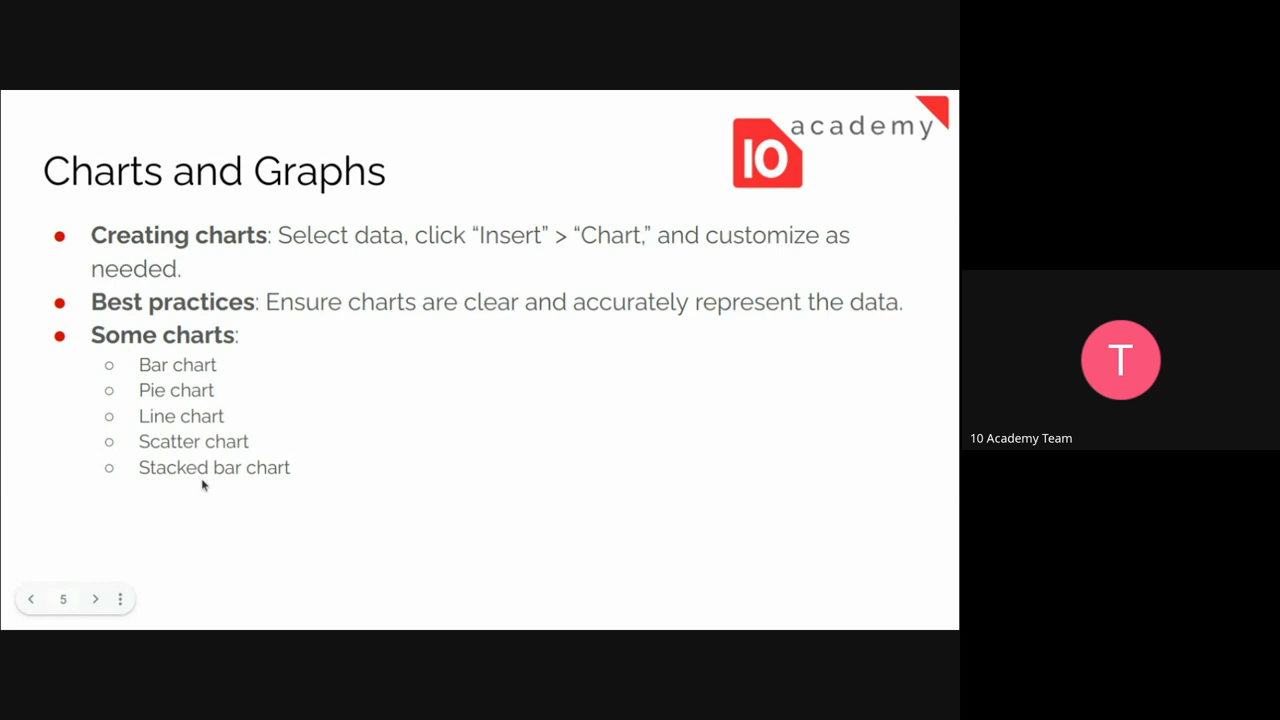 academy
10
Charts and Graphs
● Creating charts: Select data, click “Insert” > “Chart,” and customize as
needed.
● Best practices: Ensure charts are clear and accurately represent the data.
● Some charts:
○ Bar chart
○ Pie chart
○ Line chart
○ Scatter chart
○ Stacked bar chart
5
T
10 Academy Team